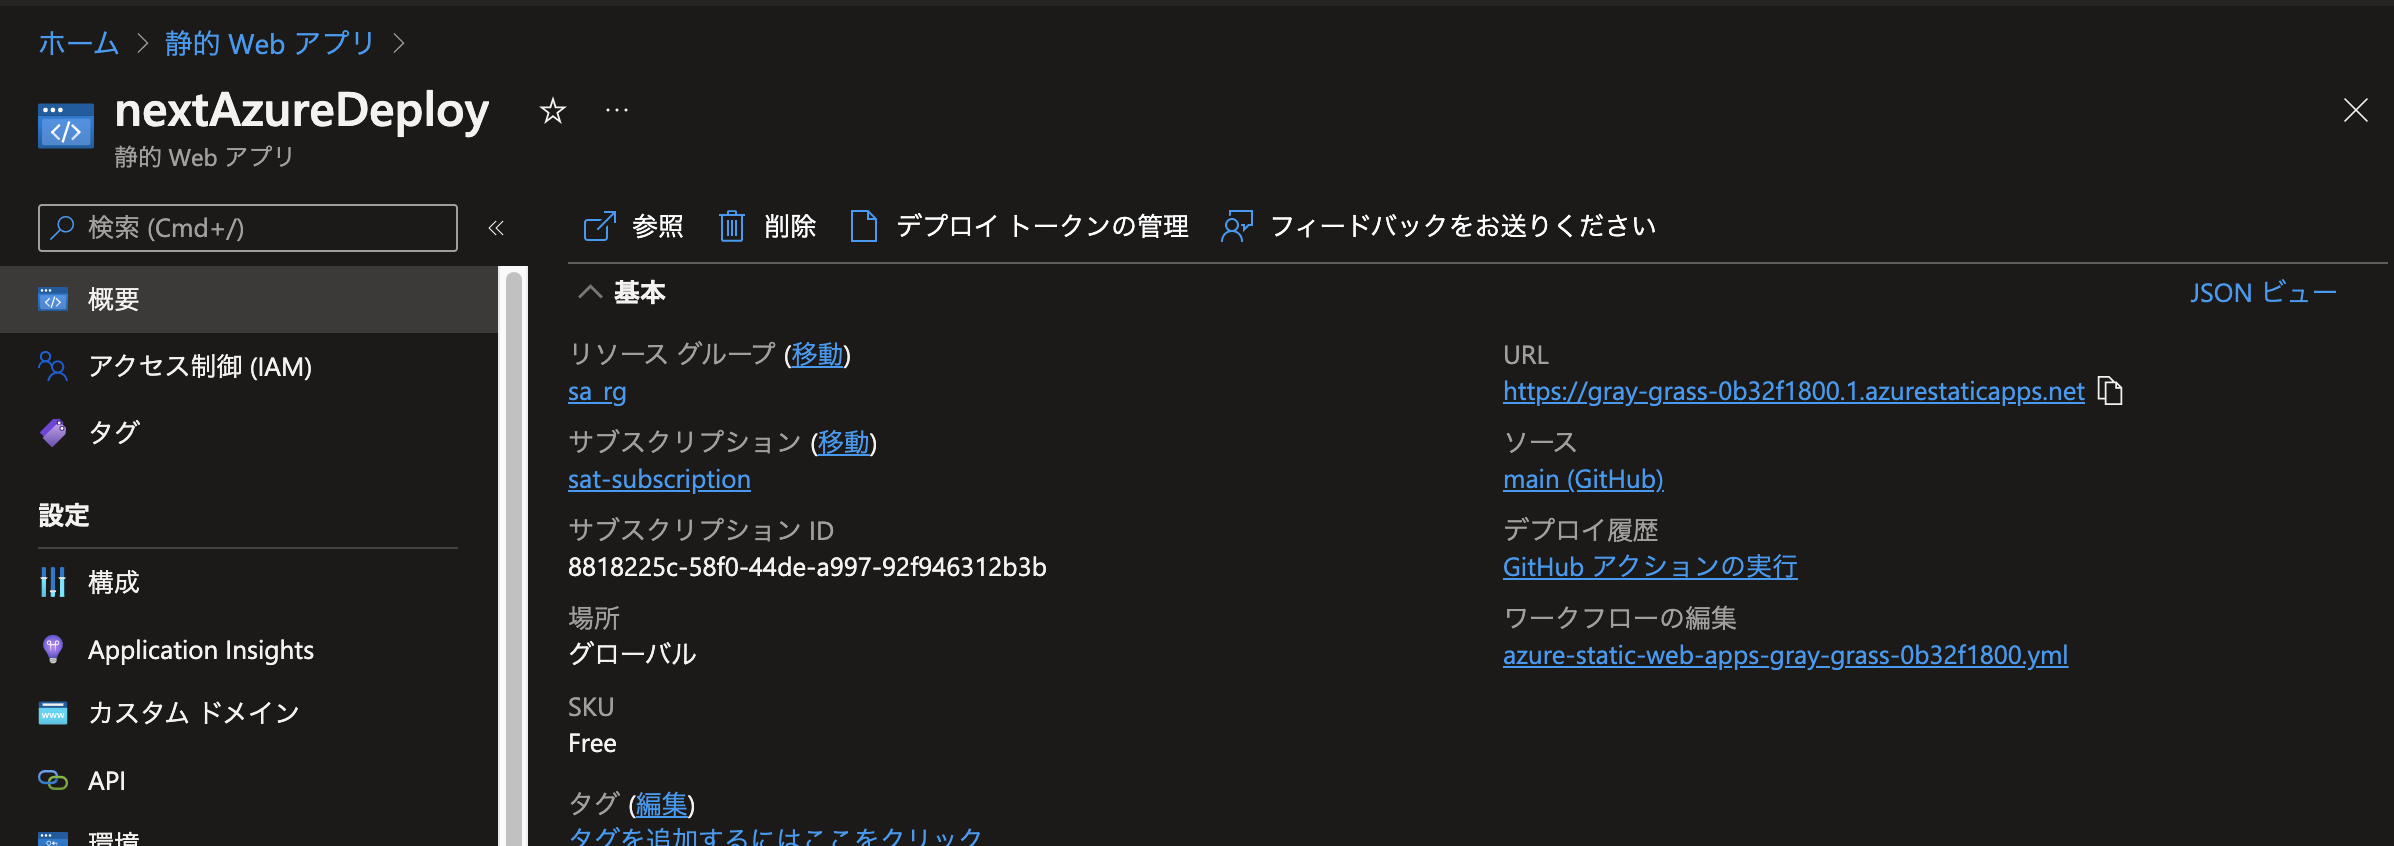 ホーム > 静的 Web アプリ >
nextAzureDeploy
静的 Web アプリ
検索 (Cmd+/)
概要
アクセス制御 (IAM)
タグ
設定
構成
Application Insights
カスタム ドメイン
API
環境
参照 削除 デプロイ トークンの管理 フィードバックをお送りください
基本
JSON ビュー
リソース グループ (移動)
sa_rg
サブスクリプション (移動)
sat-subscription
サブスクリプション ID
8818225c-58f0-44de-a997-92f946312b3b
場所
グローバル
SKU
Free
タグ (編集)
タグを追加するにはここをクリック
URL
https://gray-grass-0b32f1800.1.azurestaticapps.net
ソース
main (GitHub)
デプロイ履歴
GitHub アクションの実行
ワークフローの編集
azure-static-web-apps-gray-grass-0b32f1800.yml